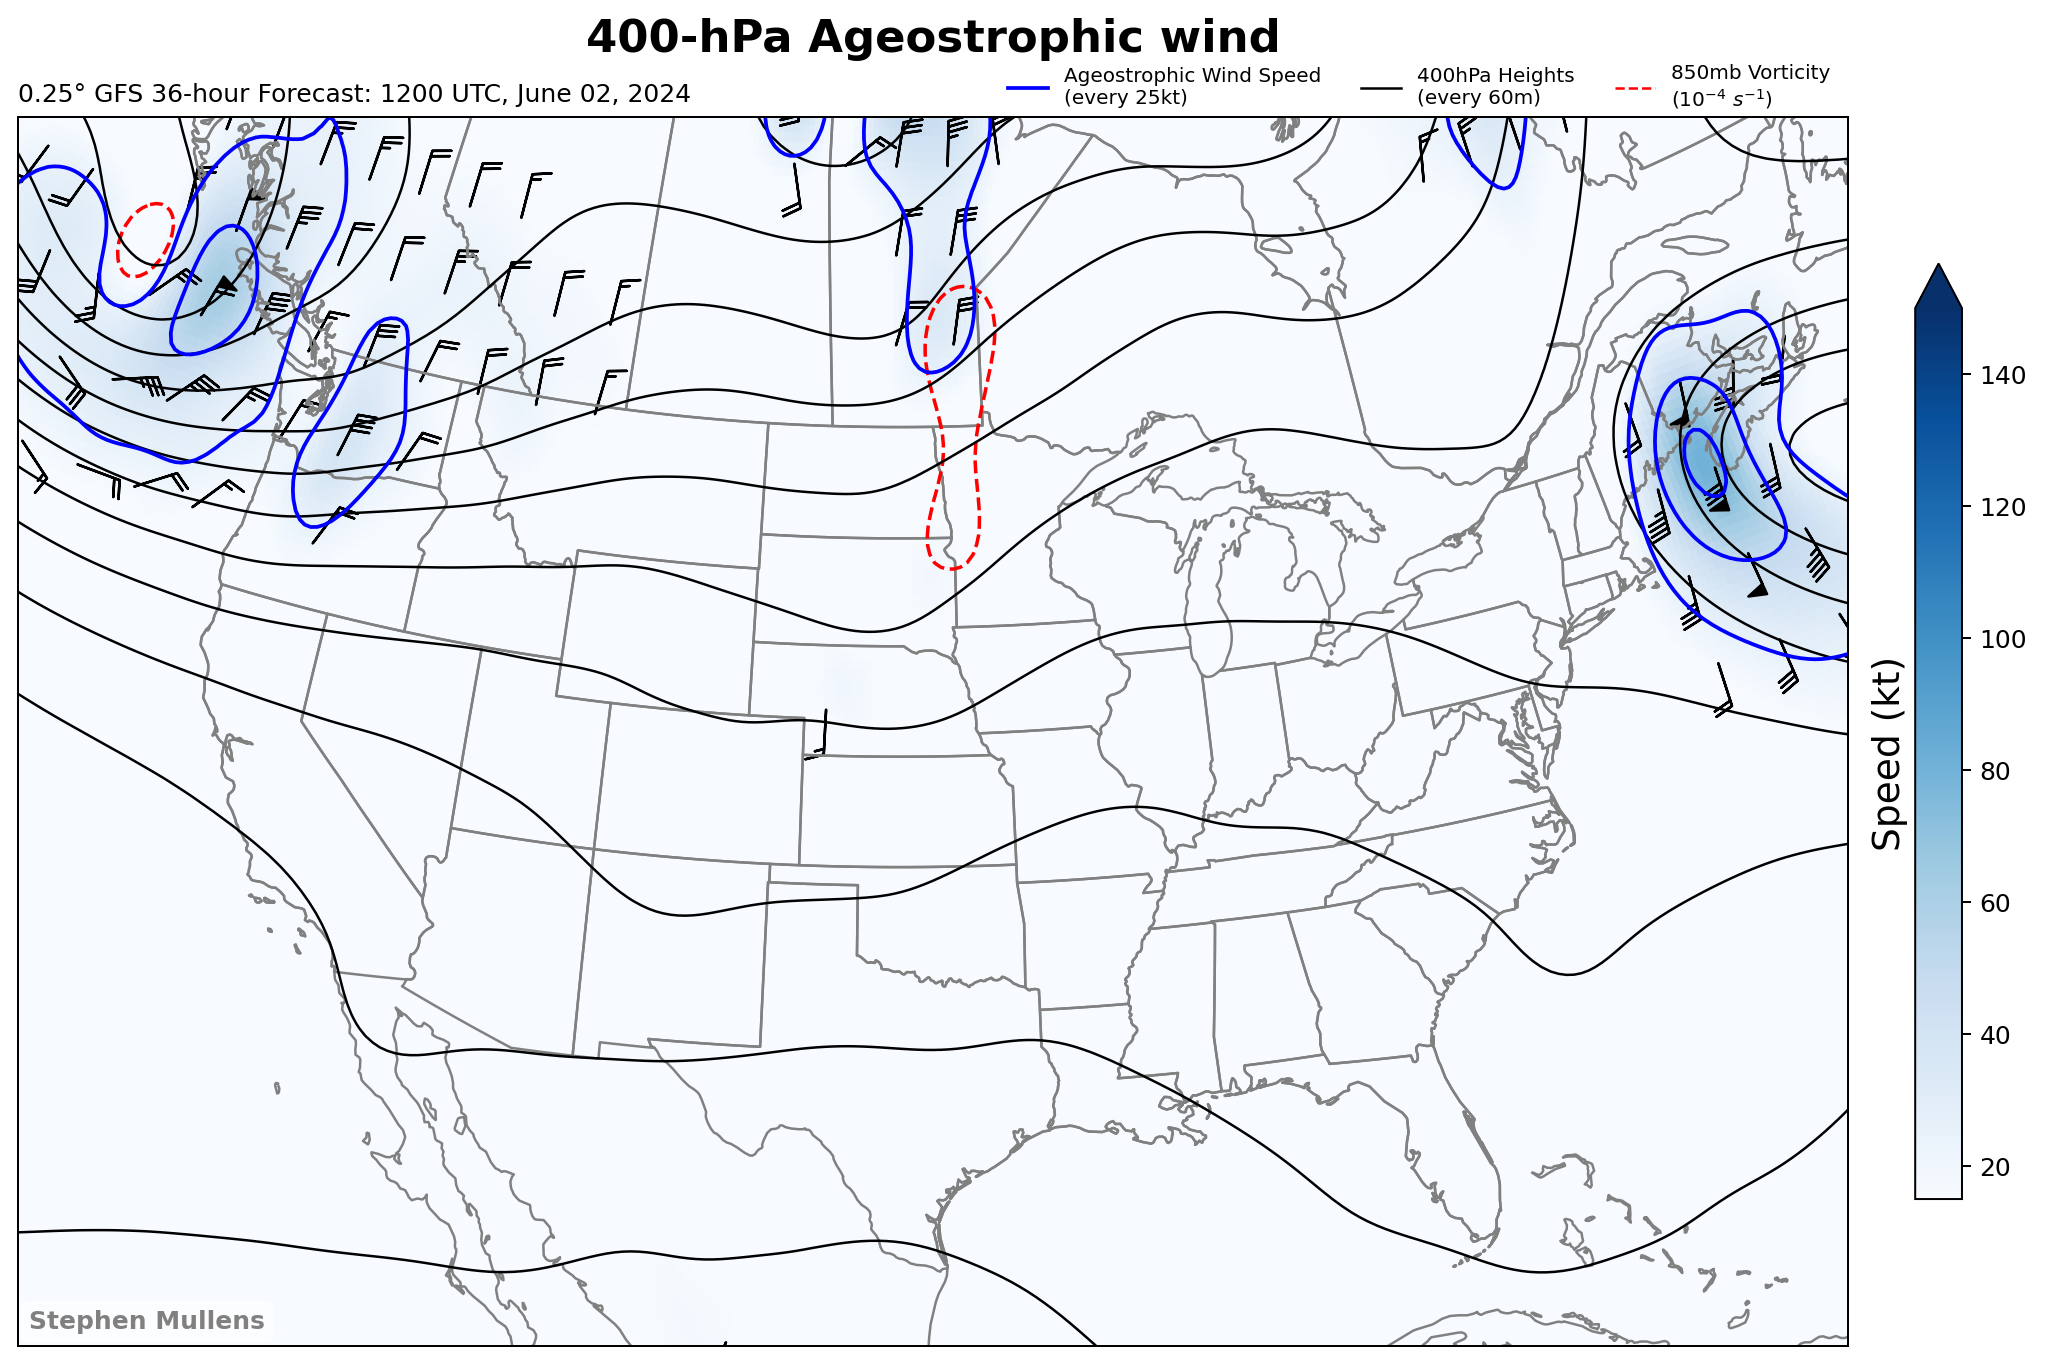 400-hPa Ageostrophic wind
0.25° GFS 36-hour Forecast: 1200 UTC, June 02, 2024
Ageostrophic Wind Speed
(every 25kt)
400hPa Heights
(every 60m)
850mb Vorticity
(10⁻⁴ s⁻¹)
140
120
100
80
60
40
20
Speed (kt)
Stephen Mullens